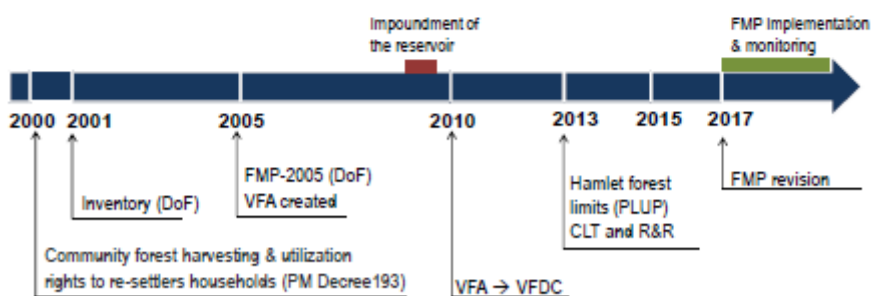 Impoundment of
the reservoir
FMP Implementation
& monitoring
2000 2001 2005 2010 2013 2015 2017
FMP-2005 (DoF)
VFA created
Inventory (DoF)
Hamlet forest
limits (PLUP)
CLT and R&R
FMP revision
Community forest harvesting & utilization
rights to re-settlers households (PM Decree193)
VFA → VFDC